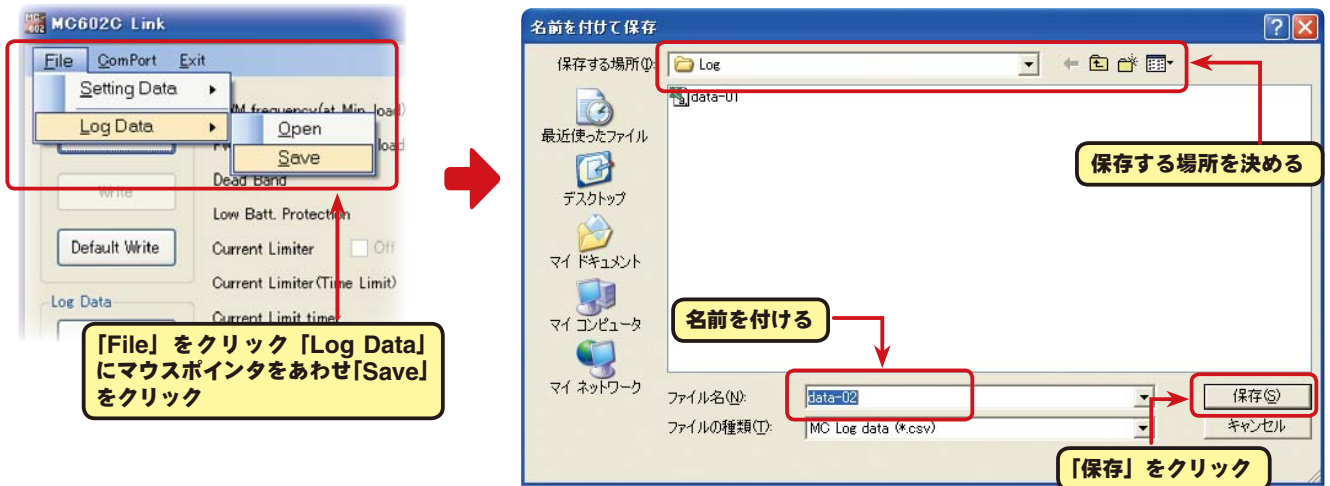 MC602C Link
File ComPort Exit
Setting Data
Log Data
Open
Save
Write
Default Write
Log Data
Dead Band
Low Batt. Protection
Current Limiter Off
Current Limiter(Time Limit)
Current Limit timer
「File」をクリック「Log Data」
にマウスポインタをあわせ「Save」
をクリック
名前を付けて保存
保存する場所(I): Log
data-01
最近使ったファイル
デスクトップ
マイ ドキュメント
マイ コンピュータ
マイ ネットワーク
保存する場所を決める
名前を付ける
ファイル名(N): data-02 保存(S)
ファイルの種類(T): MC Log data (*.csv) キャンセル
「保存」をクリック